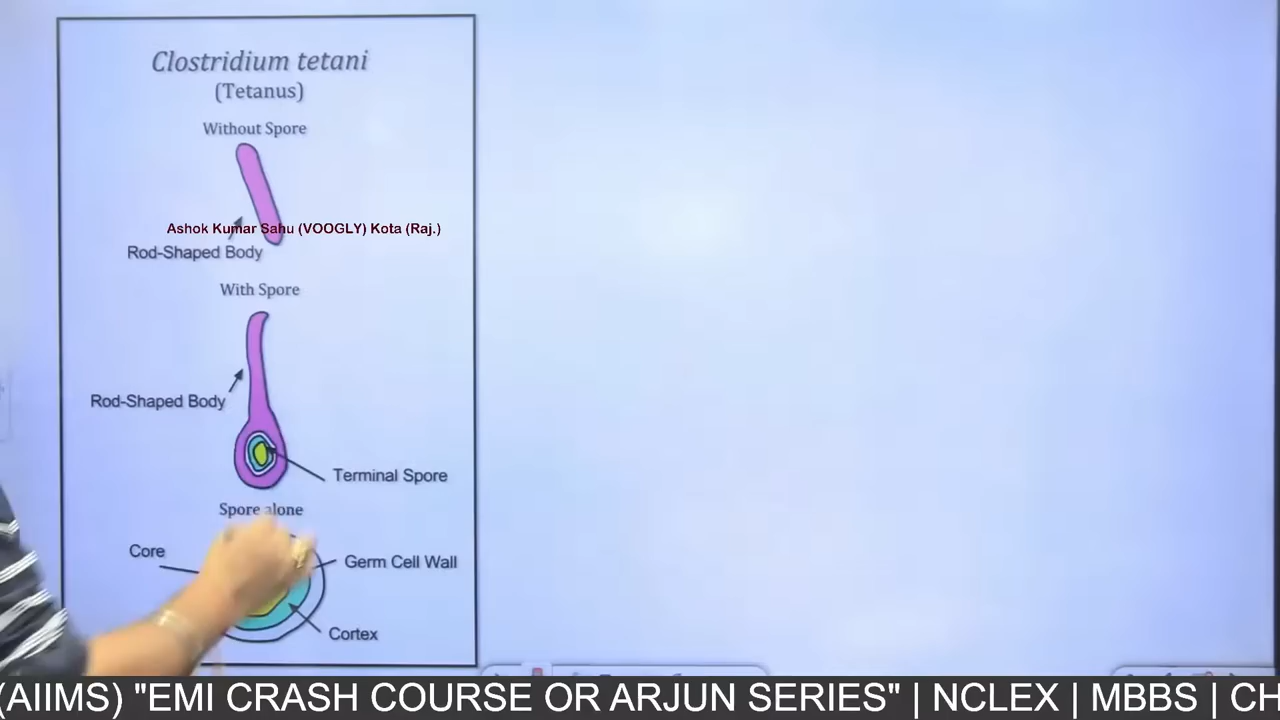 Clostridium tetani
(Tetanus)
Without Spore
Ashok Kumar Sahu (VOOGLY) Kota (Raj.)
Rod-Shaped Body
With Spore
Rod-Shaped Body
Terminal Spore
Spore alone
Core
Germ Cell Wall
Cortex
(AIIMS) "EMI CRASH COURSE OR ARJUN SERIES" | NCLEX | MBBS | CH